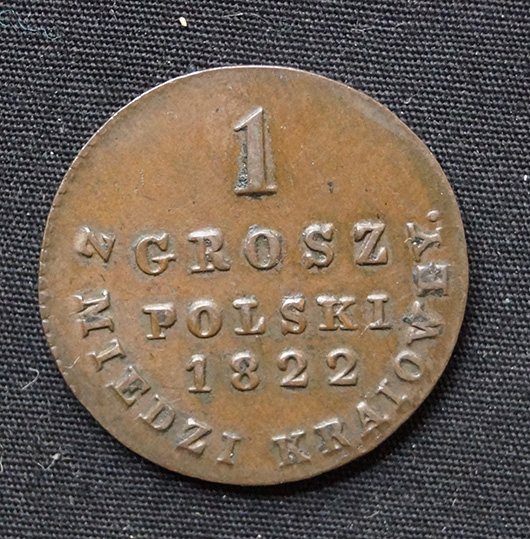 1
GROSZ
POLSKI
1822
Z MIEDZI KRAIOWEY.